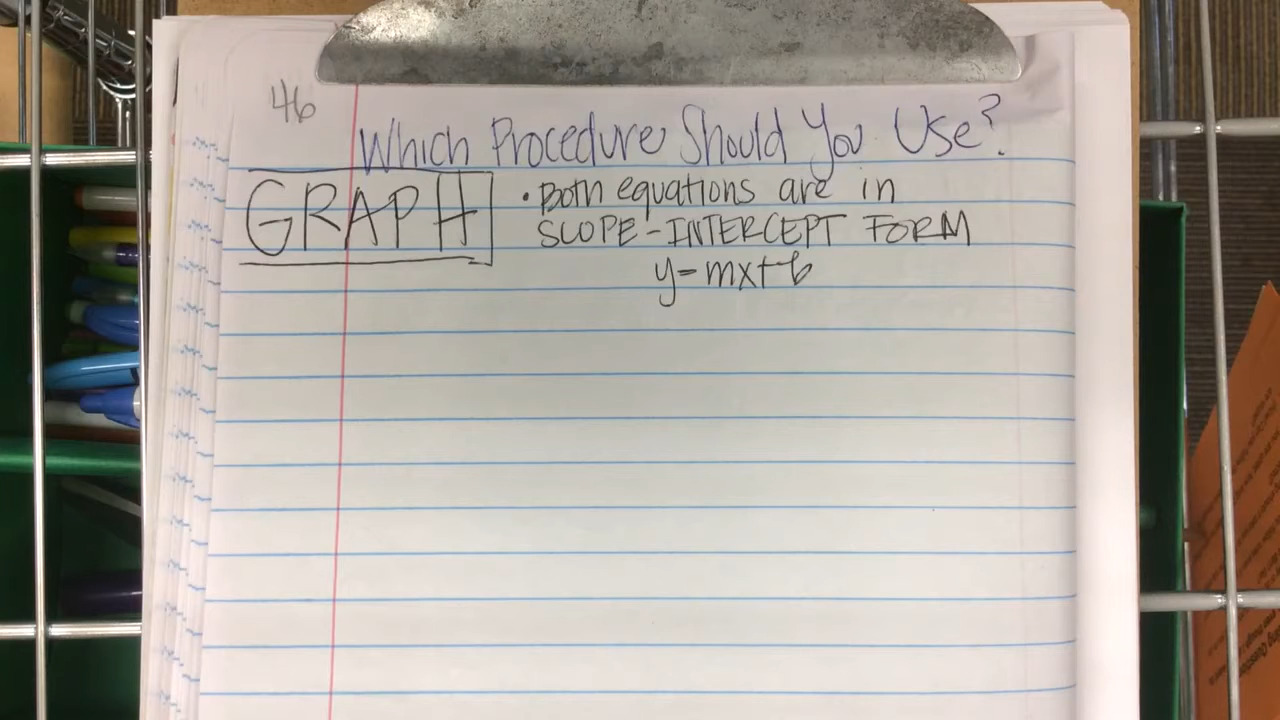 46
Which Procedure Should You Use?
GRAPH
• Both equations are in
SLOPE-INTERCEPT FORM
y=mx+b